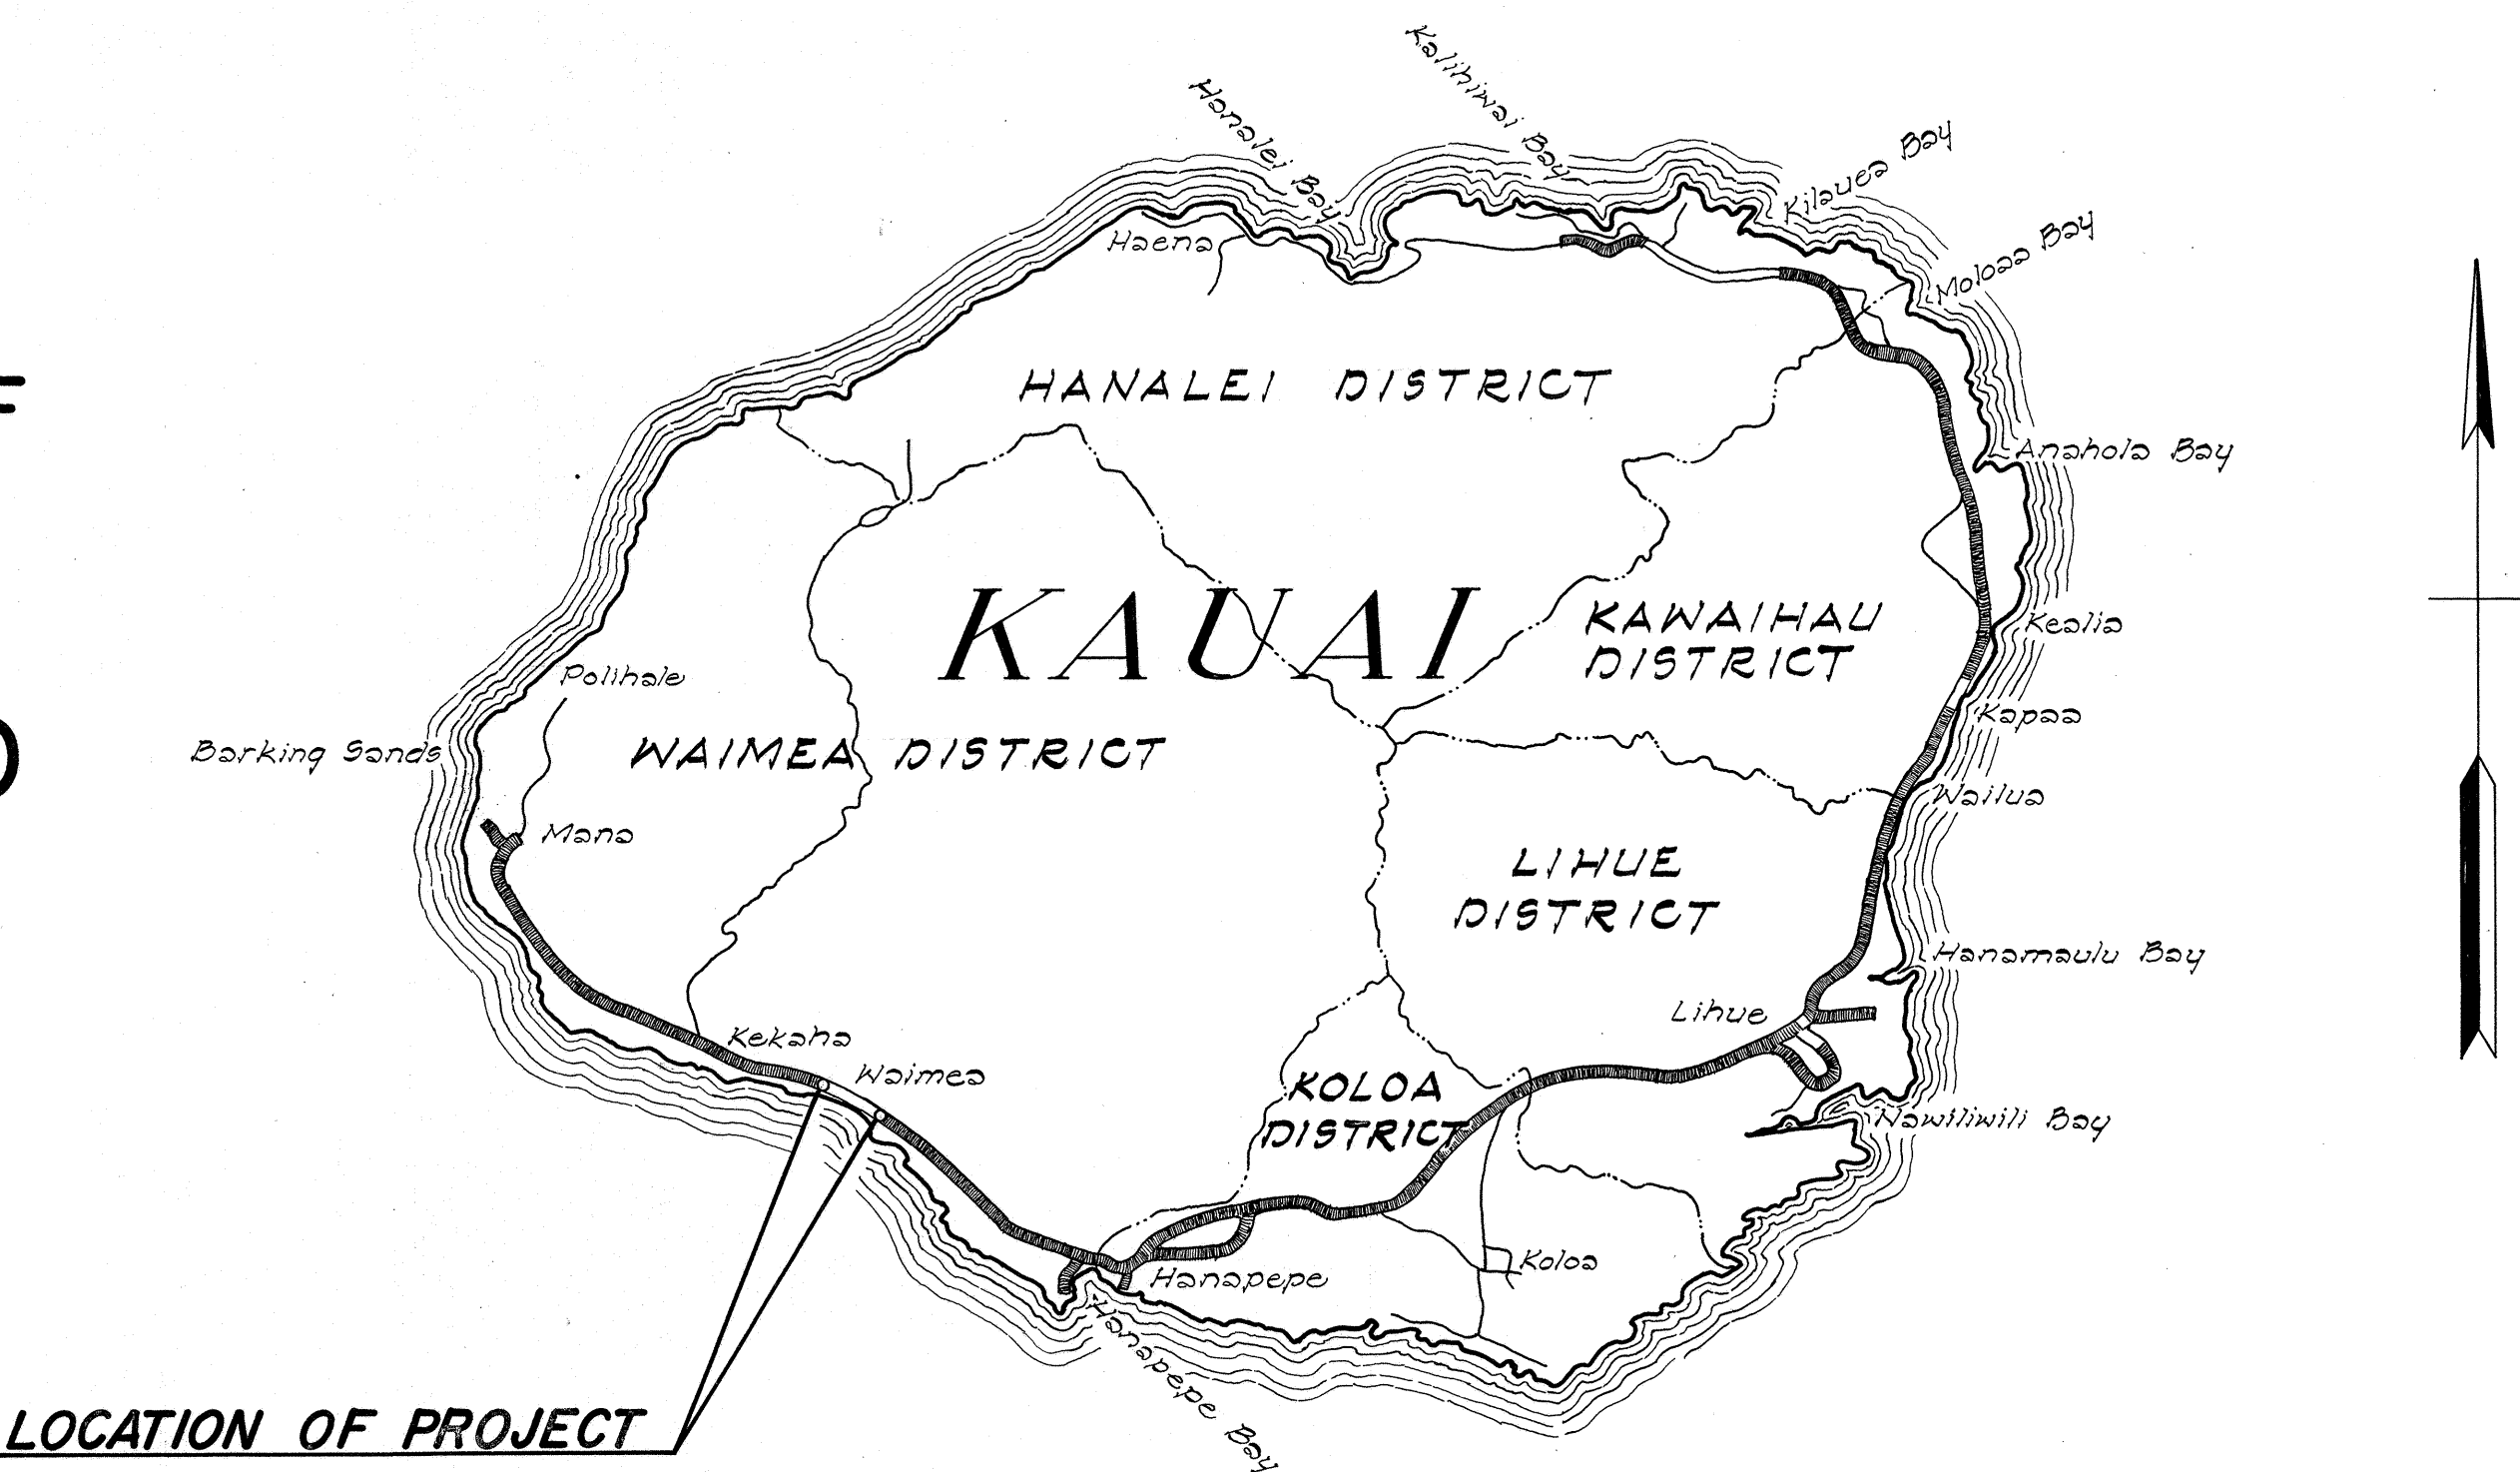 Kalihiwai Bay
Hanalei Bay
Kilauea Bay
Moloaa Bay
Haena
HANALEI DISTRICT
Anahola Bay
KAUAI
KAWAIHAU
DISTRICT
Kealia
Polihale
Kapaa
Barking Sands
WAIMEA DISTRICT
Wailua
Mana
LIHUE
DISTRICT
Hanamaulu Bay
Lihue
Kekaha
Waimea
KOLOA
DISTRICT
Nawiliwili Bay
Koloa
Hanapepe
Hanapepe Bay
LOCATION OF PROJECT